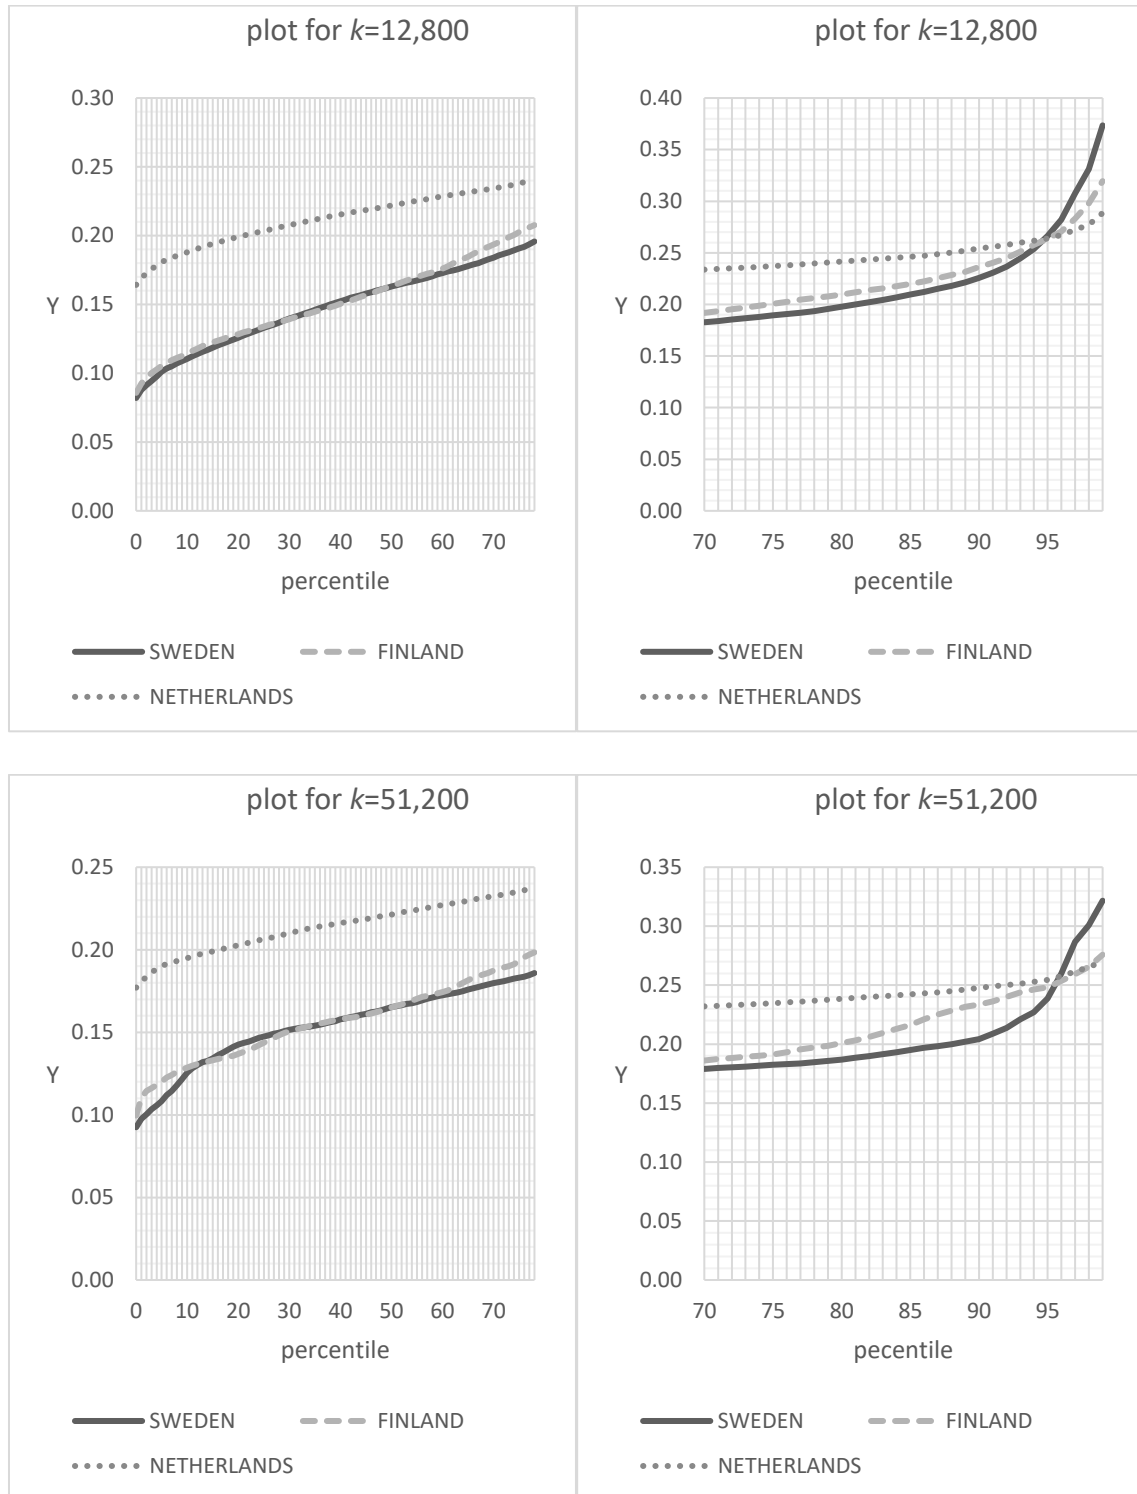 plot for k=12,800
0.30
0.25
0.20
0.15
0.10
0.05
0.00
Y
0 10 20 30 40 50 60 70
percentile
SWEDEN FINLAND
NETHERLANDS
plot for k=12,800
0.40
0.35
0.30
0.25
0.20
0.15
0.10
0.05
0.00
Y
70 75 80 85 90 95
pecentile
SWEDEN FINLAND
NETHERLANDS
plot for k=51,200
0.25
0.20
0.15
0.10
0.05
0.00
Y
0 10 20 30 40 50 60 70
percentile
SWEDEN FINLAND
NETHERLANDS
plot for k=51,200
0.35
0.30
0.25
0.20
0.15
0.10
0.05
0.00
Y
70 75 80 85 90 95
pecentile
SWEDEN FINLAND
NETHERLANDS